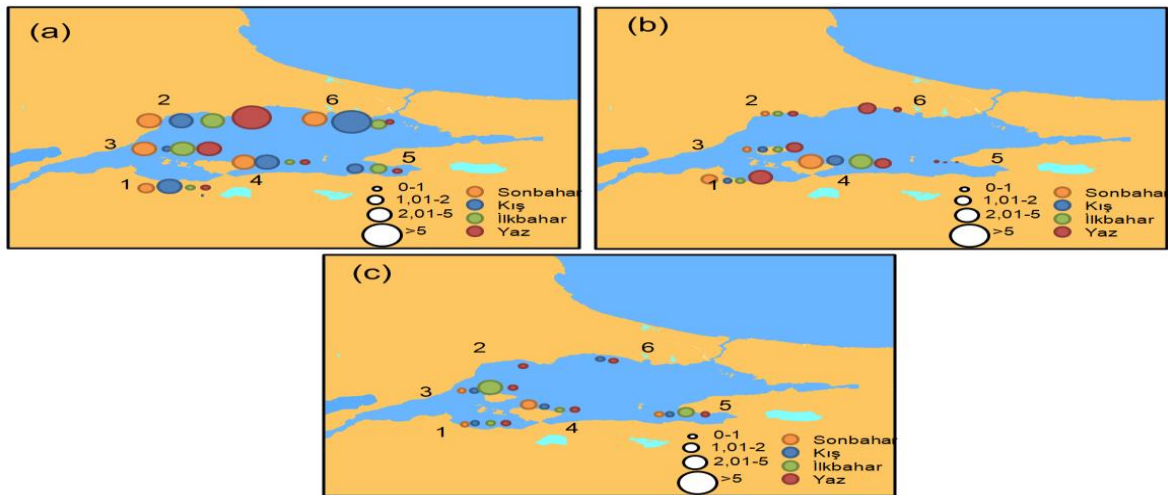 (a)
2
6
3
5
1
4
0-1
1,01-2
2,01-5
>5
Sonbahar
Kış
İlkbahar
Yaz
(b)
2
6
3
5
1
4
0-1
1,01-2
2,01-5
>5
Sonbahar
Kış
İlkbahar
Yaz
(c)
2
6
3
5
1
4
0-1
1,01-2
2,01-5
>5
Sonbahar
Kış
İlkbahar
Yaz